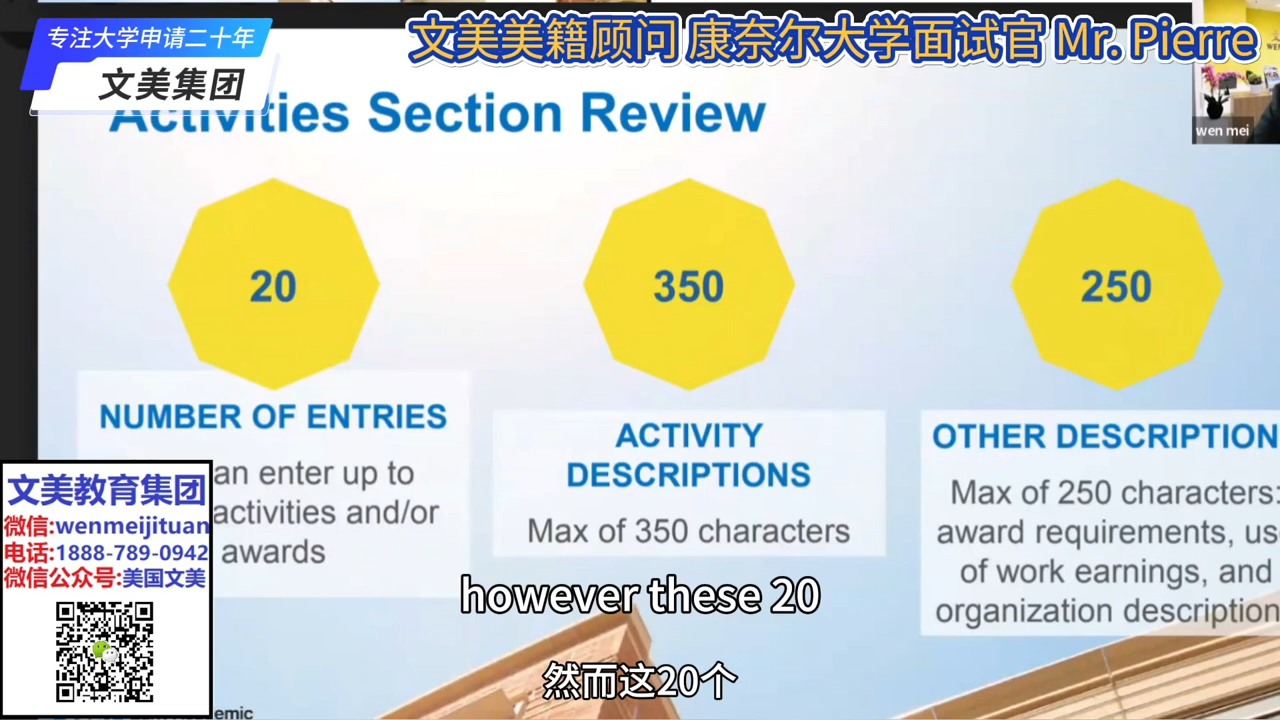 专注大学申请二十年
文美集团
文美美籍顾问 康奈尔大学面试官 Mr. Pierre
wen mei
Activities Section Review
20
350
250
NUMBER OF ENTRIES
an enter up to
activities and/or
awards
ACTIVITY
DESCRIPTIONS
Max of 350 characters
OTHER DESCRIPTION
Max of 250 characters:
award requirements, us
of work earnings, and
organization description
文美教育集团
微信:wenmeijituan
电话:1888-789-0942
微信公众号:美国文美
however these 20
然而这20个
emic